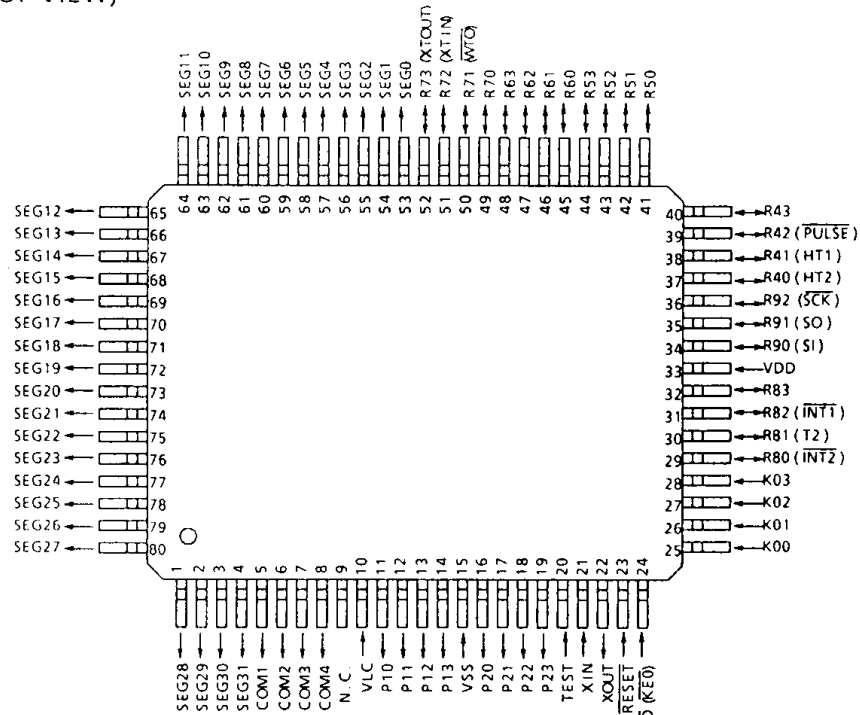 VIEW)
SEG11
SEG10
SEG9
SEG8
SEG7
SEG6
SEG5
SEG4
SEG3
SEG2
SEG1
SEG0
R73 (XTOUT)
R72 (XTIN)
R71 (WTO)
R70
R63
R62
R61
R60
R53
R52
R51
R50
64 63 62 61 60 59 58 57 56 55 54 53 52 51 50 49 48 47 46 45 44 43 42 41
SEG12 65
SEG13 66
SEG14 67
SEG15 68
SEG16 69
SEG17 70
SEG18 71
SEG19 72
SEG20 73
SEG21 74
SEG22 75
SEG23 76
SEG24 77
SEG25 78
SEG26 79
SEG27 80
40 R43
39 R42 (PULSE)
38 R41 (HT1)
37 R40 (HT2)
36 R92 (SCK)
35 R91 (SO)
34 R90 (SI)
33 VDD
32 R83
31 R82 (INT1)
30 R81 (T2)
29 R80 (INT2)
28 K03
27 K02
26 K01
25 K00
1 2 3 4 5 6 7 8 9 10 11 12 13 14 15 16 17 18 19 20 21 22 23 24
SEG28
SEG29
SEG30
SEG31
COM1
COM2
COM3
COM4
N.C.
VLC
P10
P11
P12
P13
VSS
P20
P21
P22
P23
TEST
XIN
XOUT
RESET
(KE0)